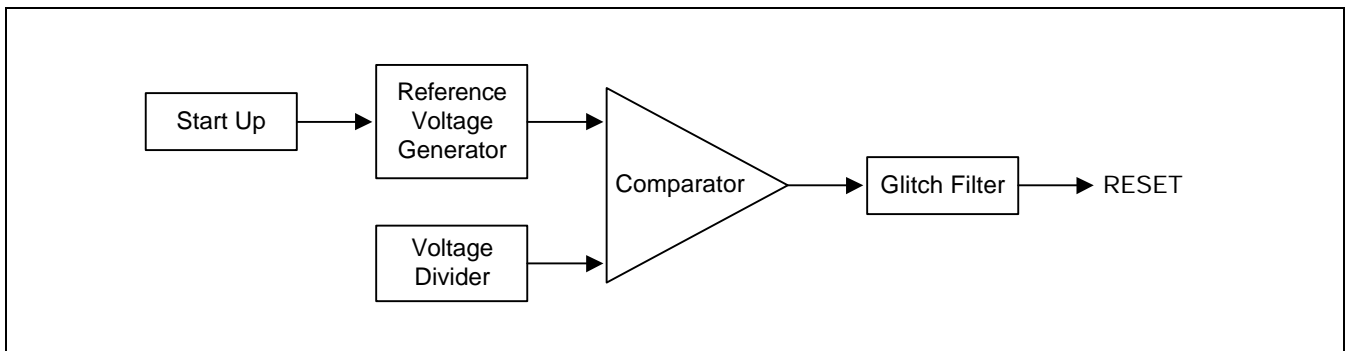 Start Up
Reference
Voltage
Generator
Voltage
Divider
Comparator
Glitch Filter
RESET